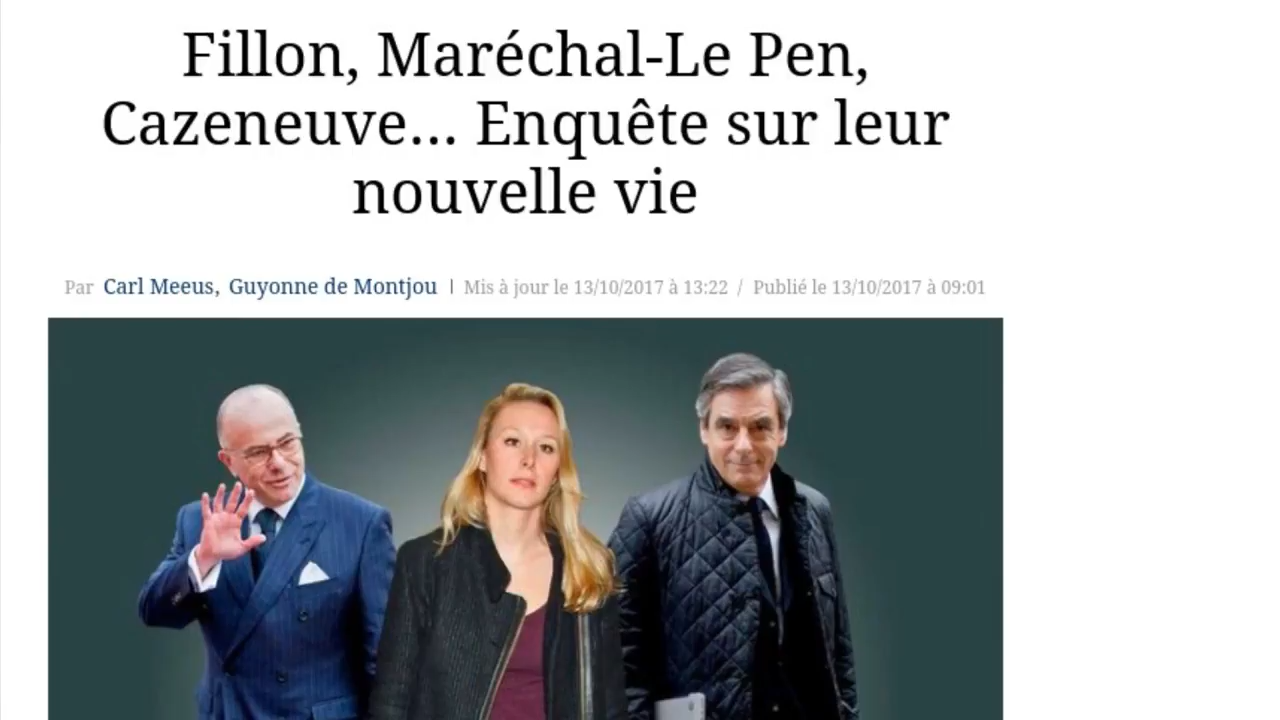 Fillon, Maréchal-Le Pen,
Cazeneuve... Enquête sur leur
nouvelle vie
Par Carl Meeus, Guyonne de Montjou | Mis à jour le 13/10/2017 à 13:22 / Publié le 13/10/2017 à 09:01